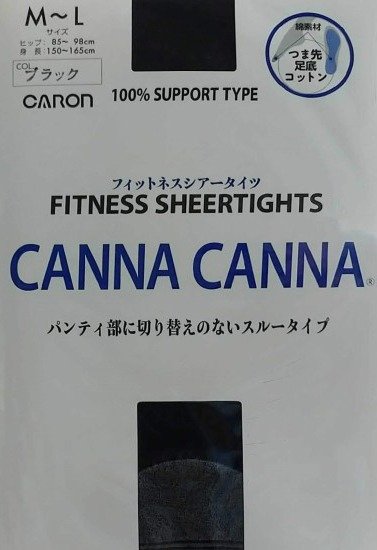 M～L
サイズ
ヒップ：85～ 98cm
身 長：150～165cm
COL.
ブラック
CARON
綿素材
つま先
足底
コットン
100% SUPPORT TYPE
フィットネスシアータイツ
FITNESS SHEERTIGHTS
CANNA CANNA®
パンティ部に切り替えのないスルータイプ